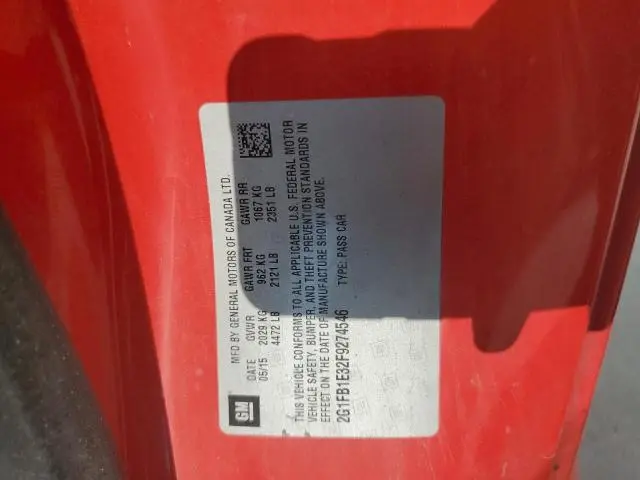 MFD BY GENERAL MOTORS OF CANADA LTD.
DATE GVWR GAWR FRT GAWR RR
05/15 2029 KG 962 KG 1067 KG
4472 LB 2121 LB 2351 LB
THIS VEHICLE CONFORMS TO ALL APPLICABLE U.S. FEDERAL MOTOR
VEHICLE SAFETY, BUMPER, AND THEFT PREVENTION STANDARDS IN
EFFECT ON THE DATE OF MANUFACTURE SHOWN ABOVE.
2G1FB1E32F9274546 TYPE: PASS CAR
GM